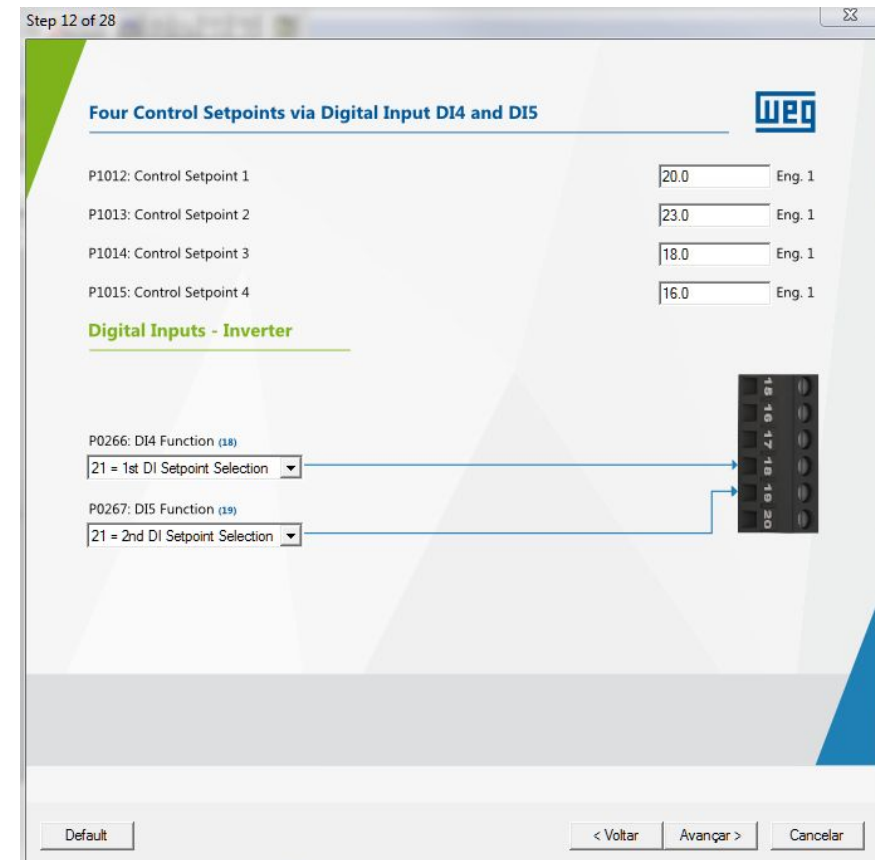 Step 12 of 28
Four Control Setpoints via Digital Input DI4 and DI5
weg
P1012: Control Setpoint 1 20.0 Eng. 1
P1013: Control Setpoint 2 23.0 Eng. 1
P1014: Control Setpoint 3 18.0 Eng. 1
P1015: Control Setpoint 4 16.0 Eng. 1
Digital Inputs - Inverter
15
16
17
18
19
20
P0266: DI4 Function (18)
21 = 1st DI Setpoint Selection
P0267: DI5 Function (19)
21 = 2nd DI Setpoint Selection
Default < Voltar Avançar > Cancelar